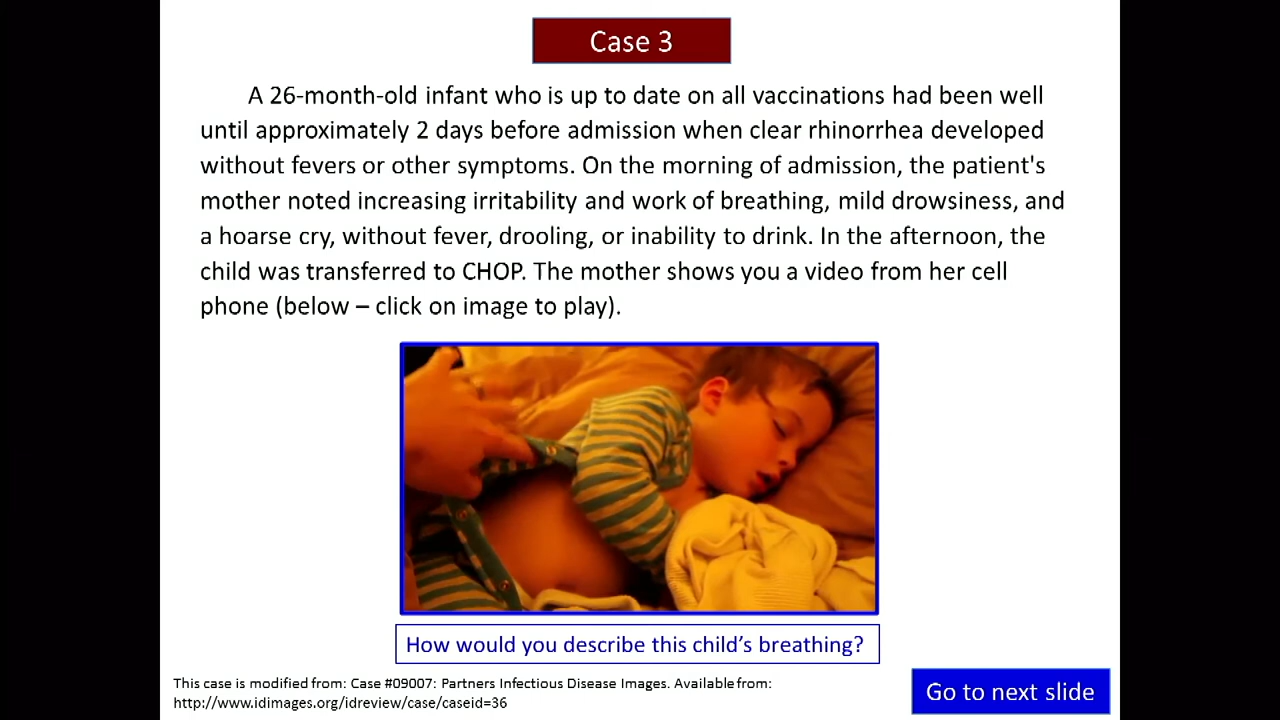 Case 3
A 26-month-old infant who is up to date on all vaccinations had been well
until approximately 2 days before admission when clear rhinorrhea developed
without fevers or other symptoms. On the morning of admission, the patient's
mother noted increasing irritability and work of breathing, mild drowsiness, and
a hoarse cry, without fever, drooling, or inability to drink. In the afternoon, the
child was transferred to CHOP. The mother shows you a video from her cell
phone (below – click on image to play).
How would you describe this child's breathing?
This case is modified from: Case #09007: Partners Infectious Disease Images. Available from:
http://www.idimages.org/idreview/case/caseid=36
Go to next slide